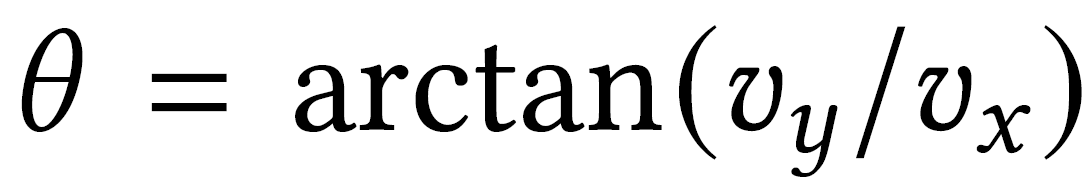 θ = arctan(v_y/v_x)